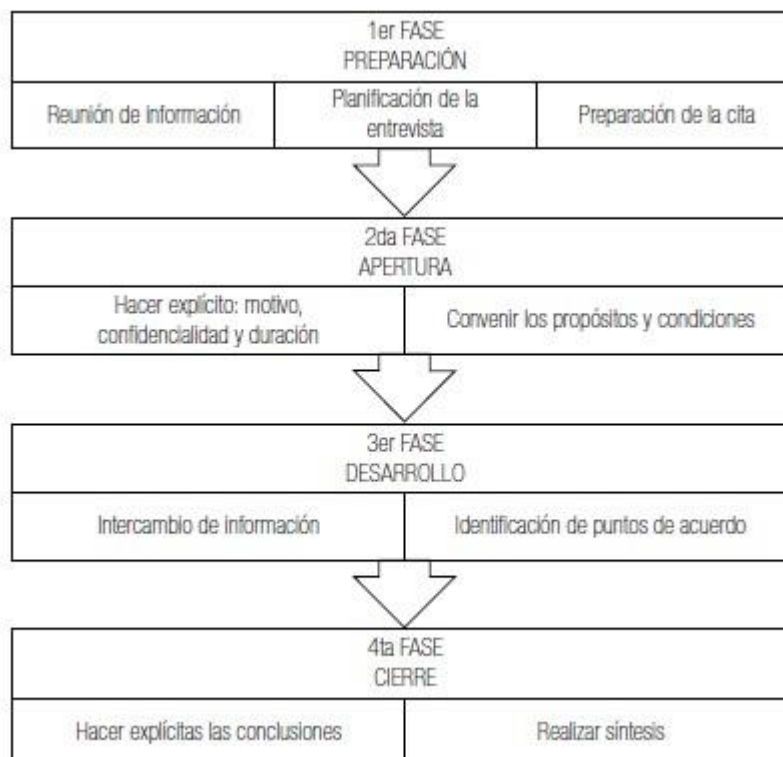 1er FASE
PREPARACIÓN
Reunión de información
Planificación de la
entrevista
Preparación de la cita
2da FASE
APERTURA
Hacer explícito: motivo,
confidencialidad y duración
Convenir los propósitos y condiciones
3er FASE
DESARROLLO
Intercambio de información
Identificación de puntos de acuerdo
4ta FASE
CIERRE
Hacer explícitas las conclusiones
Realizar síntesis